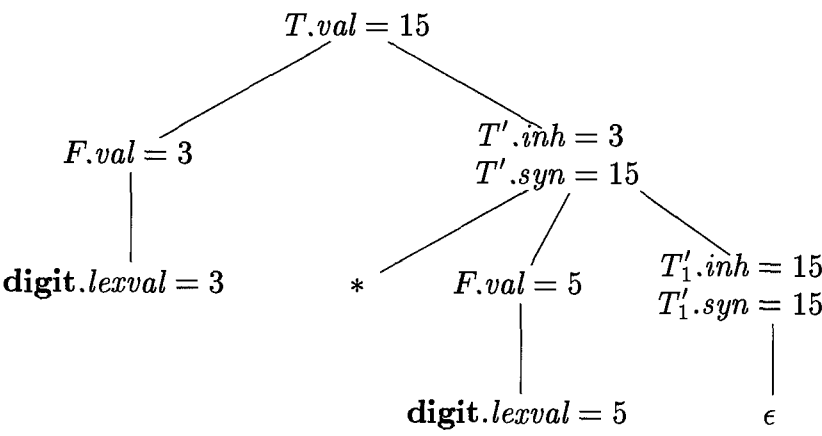 T.val = 15
F.val = 3
T′.inh = 3
T′.syn = 15
digit.lexval = 3
*
F.val = 5
T′₁.inh = 15
T′₁.syn = 15
digit.lexval = 5
ϵ